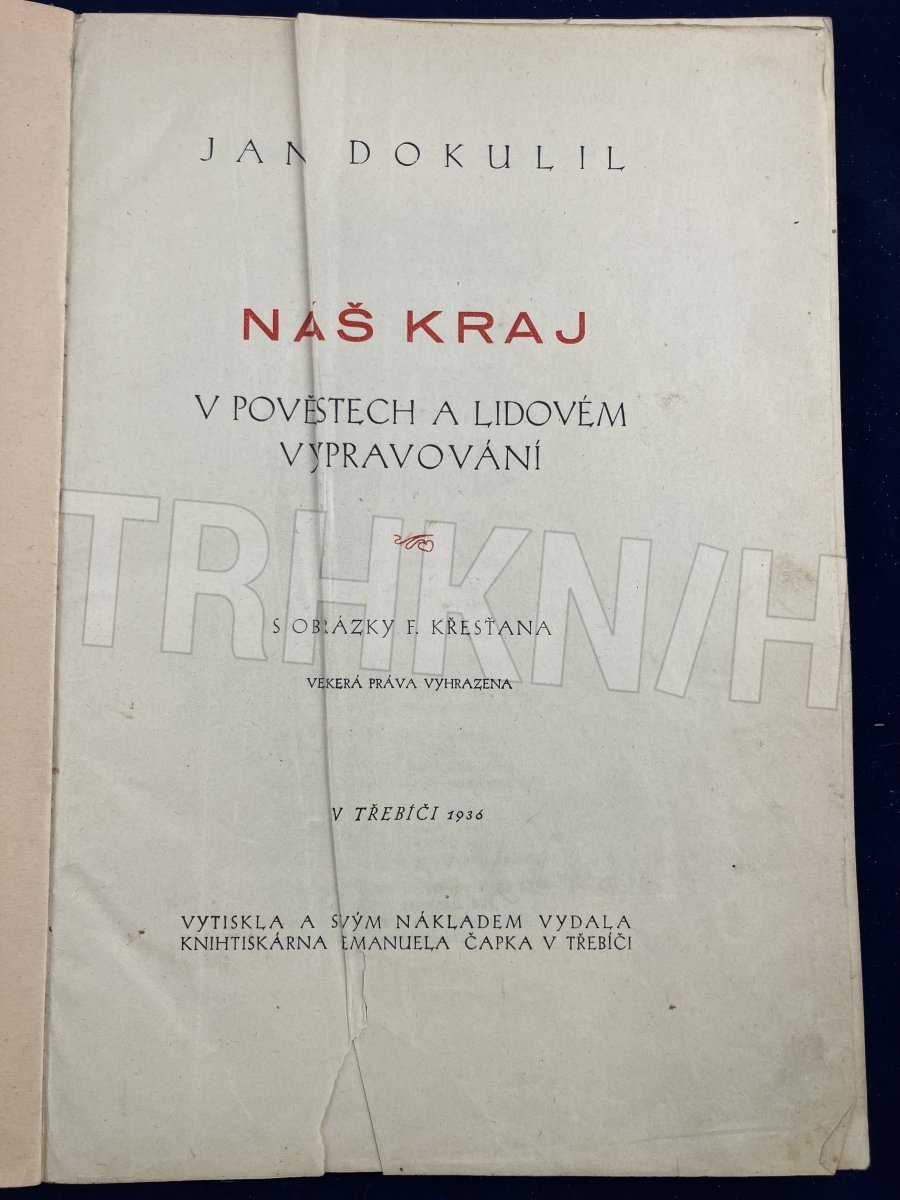 JAN DOKULIL
NÁŠ KRAJ
V POVĚSTECH A LIDOVÉM
VYPRAVOVÁNÍ
TRHKN/H
S OBRÁZKY F. KŘESŤANA
VEKERÁ PRÁVA VYHRAZENA
V TŘEBÍČI 1936
VYTISKLA A SVÝM NÁKLADEM VYDALA
KNIHTISKÁRNA EMANUELA ČAPKA V TŘEBÍČI